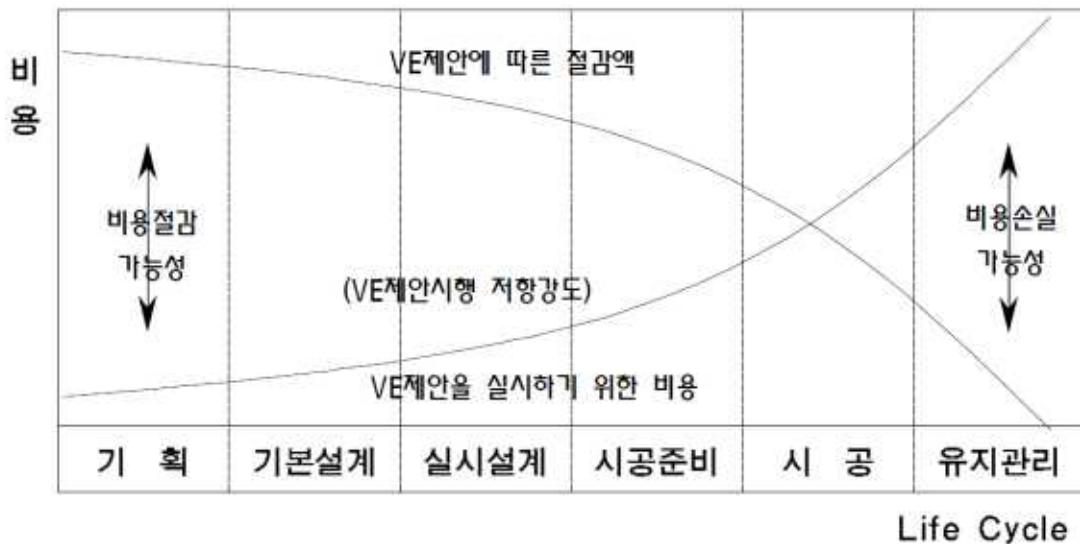 비
용
VE제안에 따른 절감액
비용절감
가능성
비용손실
가능성
(VE제안시행 저항강도)
VE제안을 실시하기 위한 비용
기 획
기본설계
실시설계
시공준비
시 공
유지관리
Life Cycle